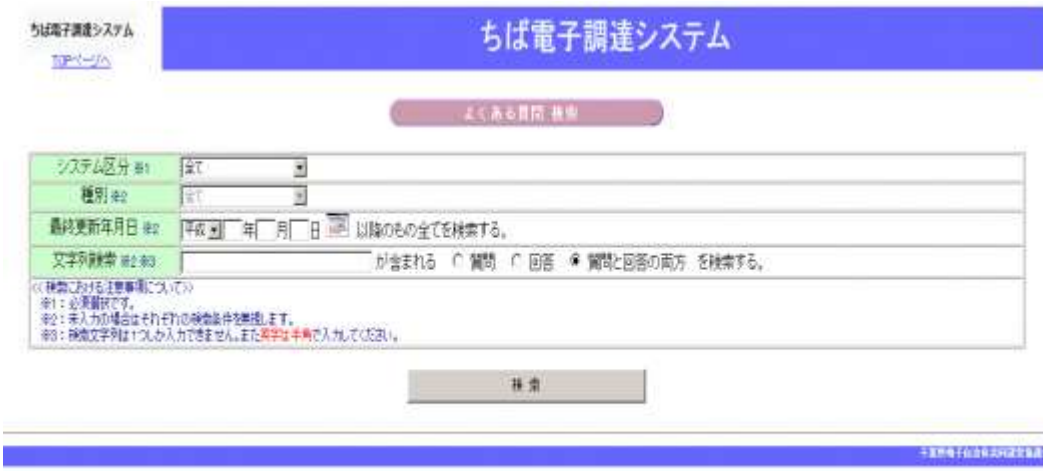 ちば電子調達システム
ちば電子調達システム
TOPページへ
よくある質問 検索
システム区分 ※1 全て
種別 ※2 全て
最終更新年月日 ※2 平成 年 月 日 以降のもの全てを検索する。
文字列検索 ※2 ※3 が含まれる 質問 回答 質問と回答の両方 を検索する。
<<検索における注意事項について>>
※1:必須選択です。
※2:未入力の場合はそれぞれの検索条件を無視します。
※3:検索文字列は1つしか入力できません。また英字は半角で入力してください。
検 索